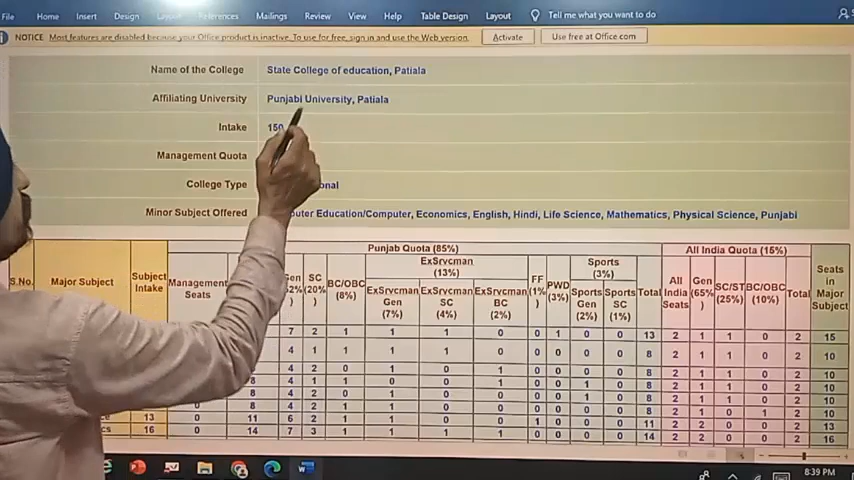 File Home Insert Design Layout References Mailings Review View Help Table Design Layout Tell me what you want to do
NOTICE Most features are disabled because your Office product is inactive. To use for free, sign in and use the Web version. Activate Use free at Office.com
Name of the College State College of education, Patiala
Affiliating University Punjabi University, Patiala
Intake 150
Management Quota
College Type
Minor Subject Offered Education/Computer, Economics, English, Hindi, Life Science, Mathematics, Physical Science, Punjabi
Punjab Quota (85%) All India Quota (15%)
S.No. Major Subject Subject Intake Management Seats SC (20%) BC/OBC (8%) ExSrvcman (13%) ExSrvcman Gen (7%) ExSrvcman SC (4%) ExSrvcman BC (2%) FF (1%) PWD (3%) Sports (3%) Sports Gen (2%) Sports SC (1%) Total All India Seats Gen (65%) SC/ST (25%) BC/OBC (10%) Total Seats in Major Subject
7 2 1 1 1 0 0 1 0 0 13 2 1 1 0 2 15
4 1 1 1 1 0 0 0 0 0 8 2 1 1 0 2 10
4 2 0 1 0 1 0 0 0 0 8 2 1 1 0 2 10
8 4 1 1 0 0 1 0 0 1 0 8 2 1 1 0 2 10
8 4 2 0 1 0 0 0 0 1 0 8 2 1 1 0 2 10
0 8 4 2 1 1 0 0 0 0 0 0 8 2 1 0 1 2 10
13 0 11 6 2 1 1 0 0 1 0 0 0 11 2 2 0 0 2 13
16 0 14 7 3 1 1 1 1 0 0 0 0 14 2 2 0 0 2 16
8:39 PM